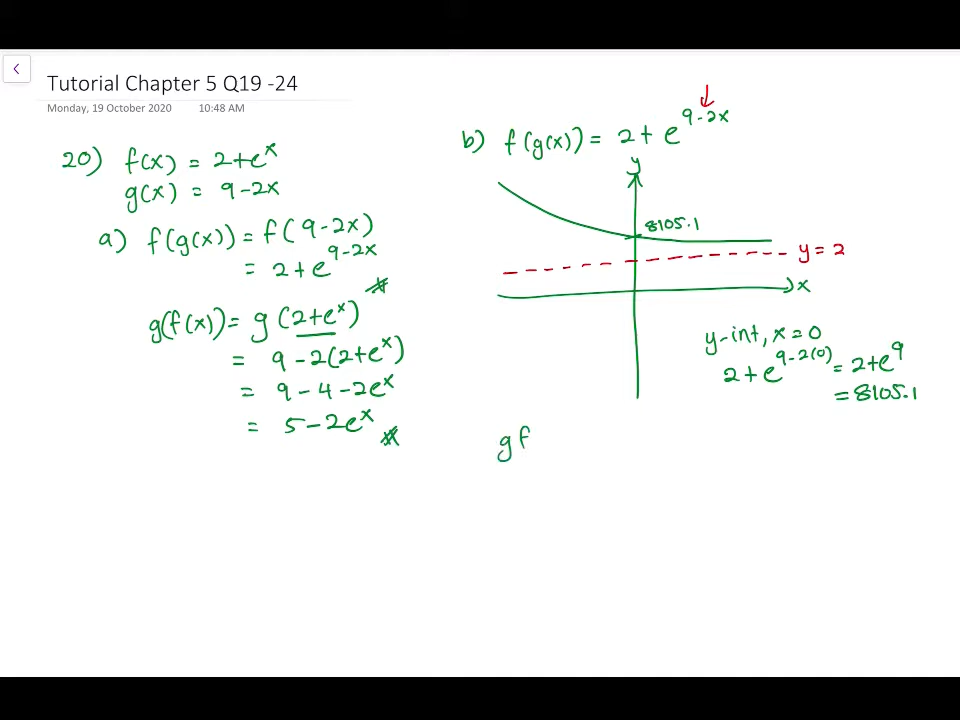 Tutorial Chapter 5 Q19 -24
Monday, 19 October 2020 10:48 AM
20) f(x) = 2+e^x
g(x) = 9-2x
a) f(g(x)) = f(9-2x)
= 2+e^{9-2x}
g(f(x)) = g(2+e^x)
= 9-2(2+e^x)
= 9-4-2e^x
= 5-2e^x
b) f(g(x)) = 2+e^{9-2x}
y
8105.1
y=2
x
y-int, x=0
2+e^{9-2(0)} = 2+e^9
= 8105.1
gf